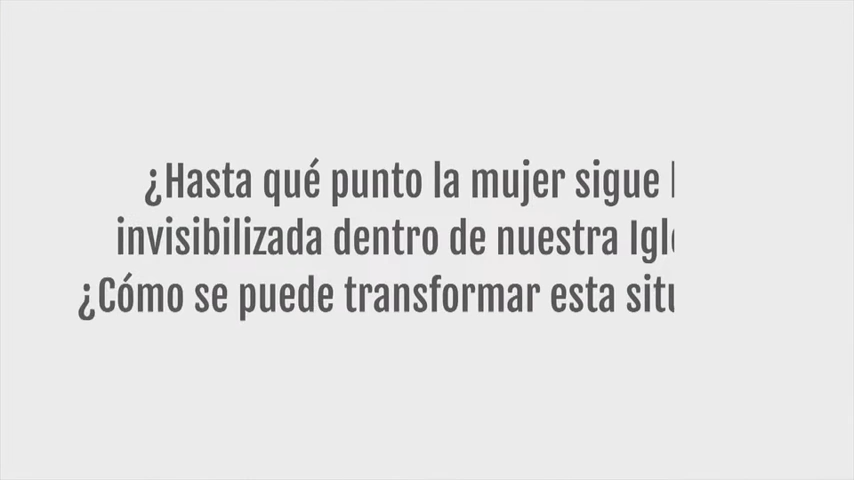 ¿Hasta qué punto la mujer sigue
invisibilizada dentro de nuestra
¿Cómo se puede transformar esta